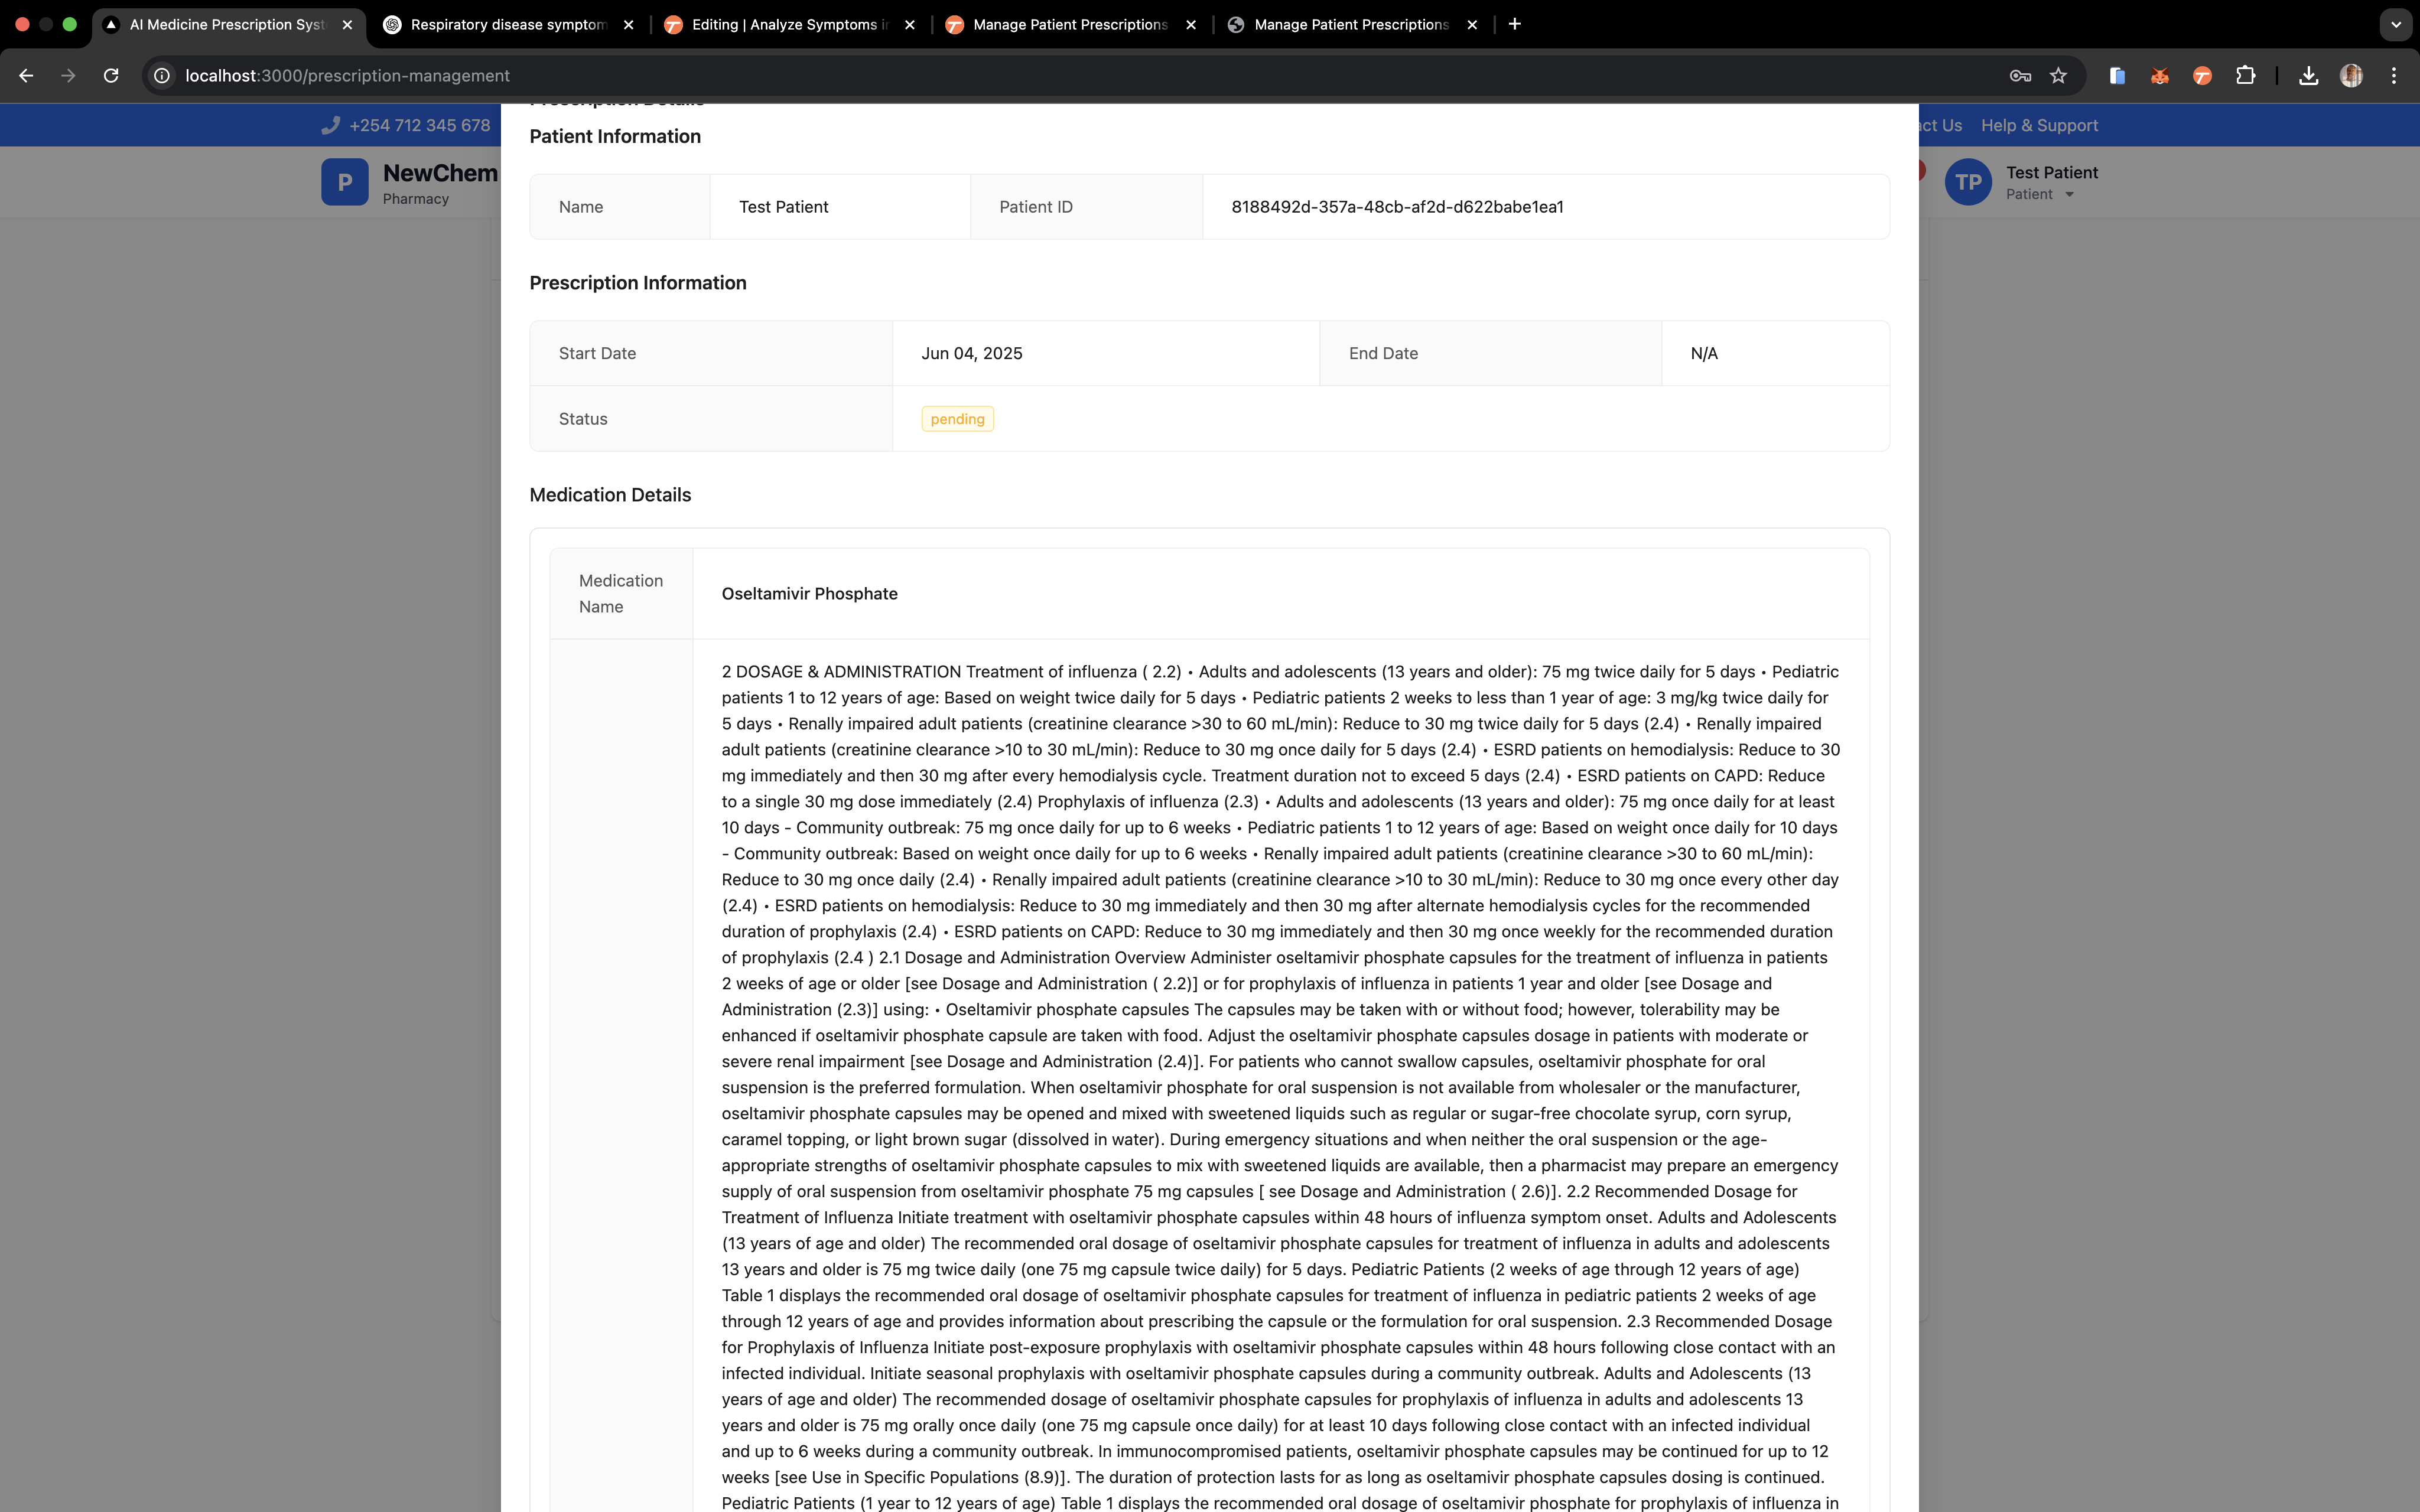 AI Medicine Prescription Syst
Respiratory disease symptom
Editing | Analyze Symptoms i
Manage Patient Prescriptions
Manage Patient Prescriptions
localhost:3000/prescription-management
+254 712 345 678
act Us
Help & Support
P
NewChem
Pharmacy
TP
Test Patient
Patient
Prescription Details
Patient Information
Name
Test Patient
Patient ID
8188492d-357a-48cb-af2d-d622babe1ea1
Prescription Information
Start Date
Jun 04, 2025
End Date
N/A
Status
pending
Medication Details
Medication
Name
Oseltamivir Phosphate
2 DOSAGE & ADMINISTRATION Treatment of influenza ( 2.2) • Adults and adolescents (13 years and older): 75 mg twice daily for 5 days • Pediatric
patients 1 to 12 years of age: Based on weight twice daily for 5 days • Pediatric patients 2 weeks to less than 1 year of age: 3 mg/kg twice daily for
5 days • Renally impaired adult patients (creatinine clearance >30 to 60 mL/min): Reduce to 30 mg twice daily for 5 days (2.4) • Renally impaired
adult patients (creatinine clearance >10 to 30 mL/min): Reduce to 30 mg once daily for 5 days (2.4) • ESRD patients on hemodialysis: Reduce to 30
mg immediately and then 30 mg after every hemodialysis cycle. Treatment duration not to exceed 5 days (2.4) • ESRD patients on CAPD: Reduce
to a single 30 mg dose immediately (2.4) Prophylaxis of influenza (2.3) • Adults and adolescents (13 years and older): 75 mg once daily for at least
10 days - Community outbreak: 75 mg once daily for up to 6 weeks • Pediatric patients 1 to 12 years of age: Based on weight once daily for 10 days
- Community outbreak: Based on weight once daily for up to 6 weeks • Renally impaired adult patients (creatinine clearance >30 to 60 mL/min):
Reduce to 30 mg once daily (2.4) • Renally impaired adult patients (creatinine clearance >10 to 30 mL/min): Reduce to 30 mg once every other day
(2.4) • ESRD patients on hemodialysis: Reduce to 30 mg immediately and then 30 mg after alternate hemodialysis cycles for the recommended
duration of prophylaxis (2.4) • ESRD patients on CAPD: Reduce to 30 mg immediately and then 30 mg once weekly for the recommended duration
of prophylaxis (2.4 ) 2.1 Dosage and Administration Overview Administer oseltamivir phosphate capsules for the treatment of influenza in patients
2 weeks of age or older [see Dosage and Administration ( 2.2)] or for prophylaxis of influenza in patients 1 year and older [see Dosage and
Administration (2.3)] using: • Oseltamivir phosphate capsules The capsules may be taken with or without food; however, tolerability may be
enhanced if oseltamivir phosphate capsule are taken with food. Adjust the oseltamivir phosphate capsules dosage in patients with moderate or
severe renal impairment [see Dosage and Administration (2.4)]. For patients who cannot swallow capsules, oseltamivir phosphate for oral
suspension is the preferred formulation. When oseltamivir phosphate for oral suspension is not available from wholesaler or the manufacturer,
oseltamivir phosphate capsules may be opened and mixed with sweetened liquids such as regular or sugar-free chocolate syrup, corn syrup,
caramel topping, or light brown sugar (dissolved in water). During emergency situations and when neither the oral suspension or the age-
appropriate strengths of oseltamivir phosphate capsules to mix with sweetened liquids are available, then a pharmacist may prepare an emergency
supply of oral suspension from oseltamivir phosphate 75 mg capsules [ see Dosage and Administration ( 2.6)]. 2.2 Recommended Dosage for
Treatment of Influenza Initiate treatment with oseltamivir phosphate capsules within 48 hours of influenza symptom onset. Adults and Adolescents
(13 years of age and older) The recommended oral dosage of oseltamivir phosphate capsules for treatment of influenza in adults and adolescents
13 years and older is 75 mg twice daily (one 75 mg capsule twice daily) for 5 days. Pediatric Patients (2 weeks of age through 12 years of age)
Table 1 displays the recommended oral dosage of oseltamivir phosphate capsules for treatment of influenza in pediatric patients 2 weeks of age
through 12 years of age and provides information about prescribing the capsule or the formulation for oral suspension. 2.3 Recommended Dosage
for Prophylaxis of Influenza Initiate post-exposure prophylaxis with oseltamivir phosphate capsules within 48 hours following close contact with an
infected individual. Initiate seasonal prophylaxis with oseltamivir phosphate capsules during a community outbreak. Adults and Adolescents (13
years of age and older) The recommended dosage of oseltamivir phosphate capsules for prophylaxis of influenza in adults and adolescents 13
years and older is 75 mg orally once daily (one 75 mg capsule once daily) for at least 10 days following close contact with an infected individual
and up to 6 weeks during a community outbreak. In immunocompromised patients, oseltamivir phosphate capsules may be continued for up to 12
weeks [see Use in Specific Populations (8.9)]. The duration of protection lasts for as long as oseltamivir phosphate capsules dosing is continued.
Pediatric Patients (1 year to 12 years of age) Table 1 displays the recommended oral dosage of oseltamivir phosphate for prophylaxis of influenza in